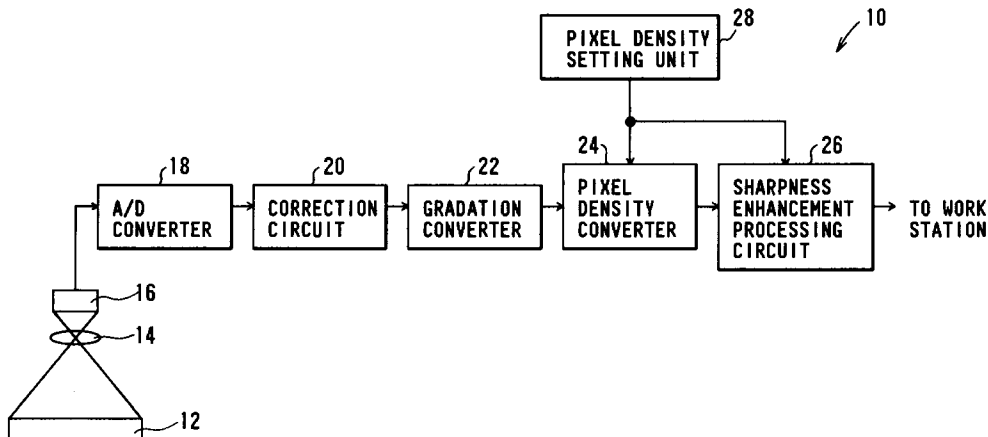 PIXEL DENSITY
SETTING UNIT
28
10
18
A/D
CONVERTER
20
CORRECTION
CIRCUIT
22
GRADATION
CONVERTER
24
PIXEL
DENSITY
CONVERTER
26
SHARPNESS
ENHANCEMENT
PROCESSING
CIRCUIT
TO WORK
STATION
16
14
12